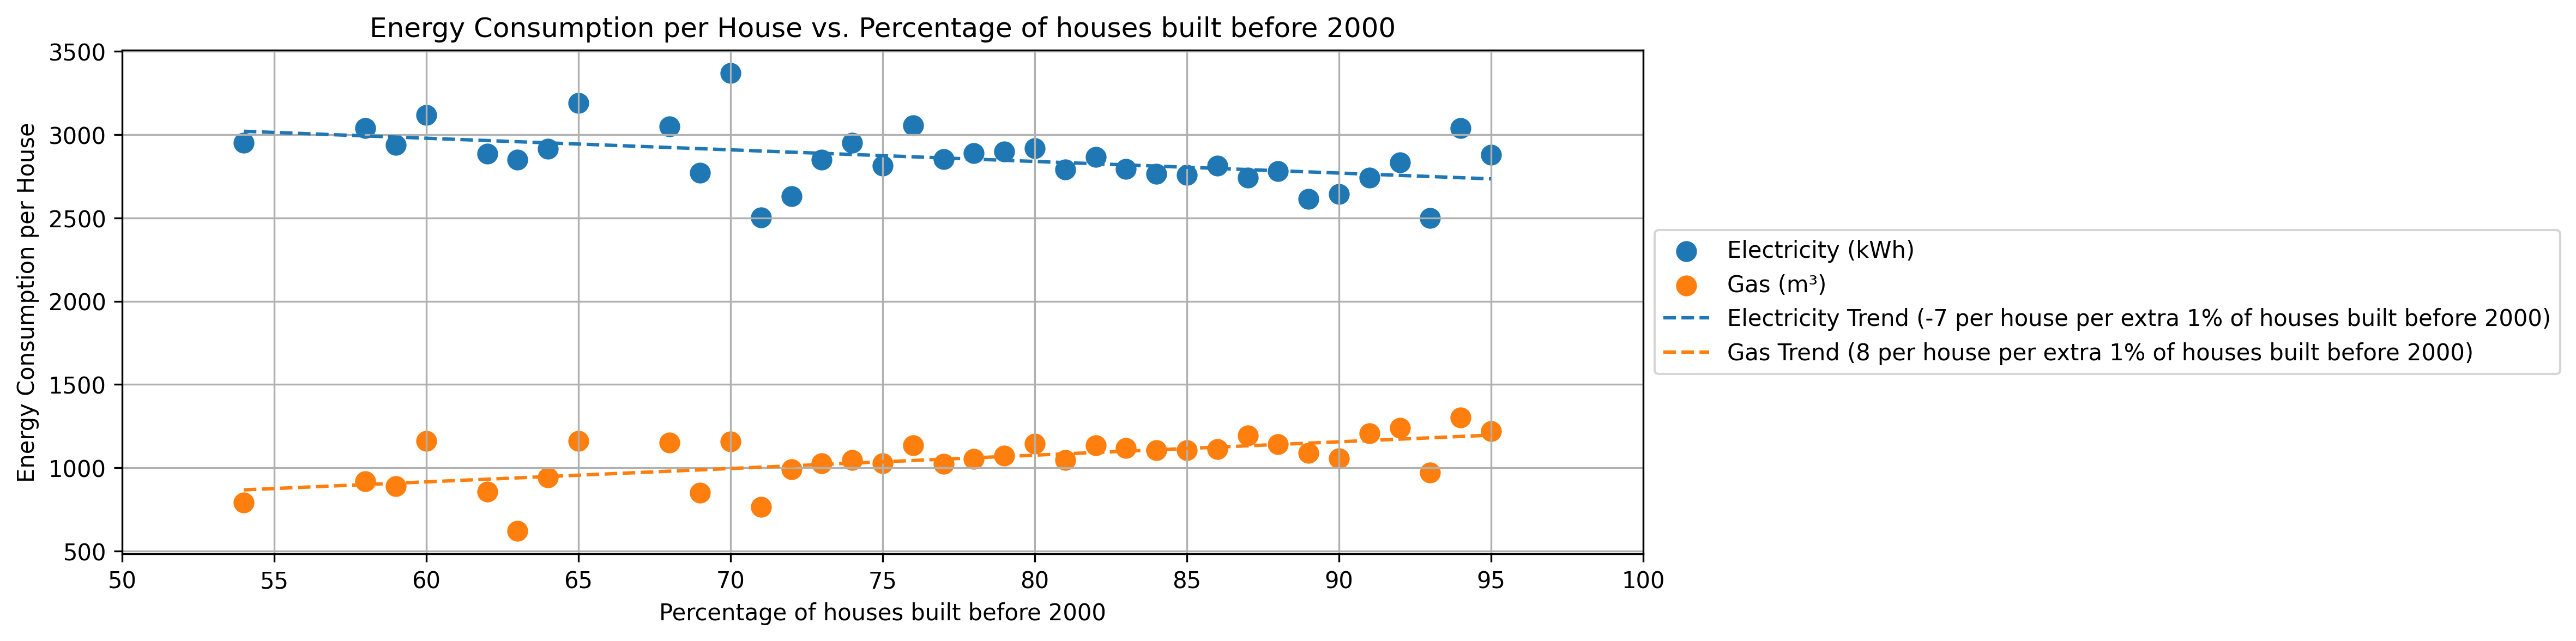 Energy Consumption per House vs. Percentage of houses built before 2000
Energy Consumption per House
3500
3000
2500
2000
1500
1000
500
50 55 60 65 70 75 80 85 90 95 100
Percentage of houses built before 2000
Electricity (kWh)
Gas (m³)
Electricity Trend (-7 per house per extra 1% of houses built before 2000)
Gas Trend (8 per house per extra 1% of houses built before 2000)